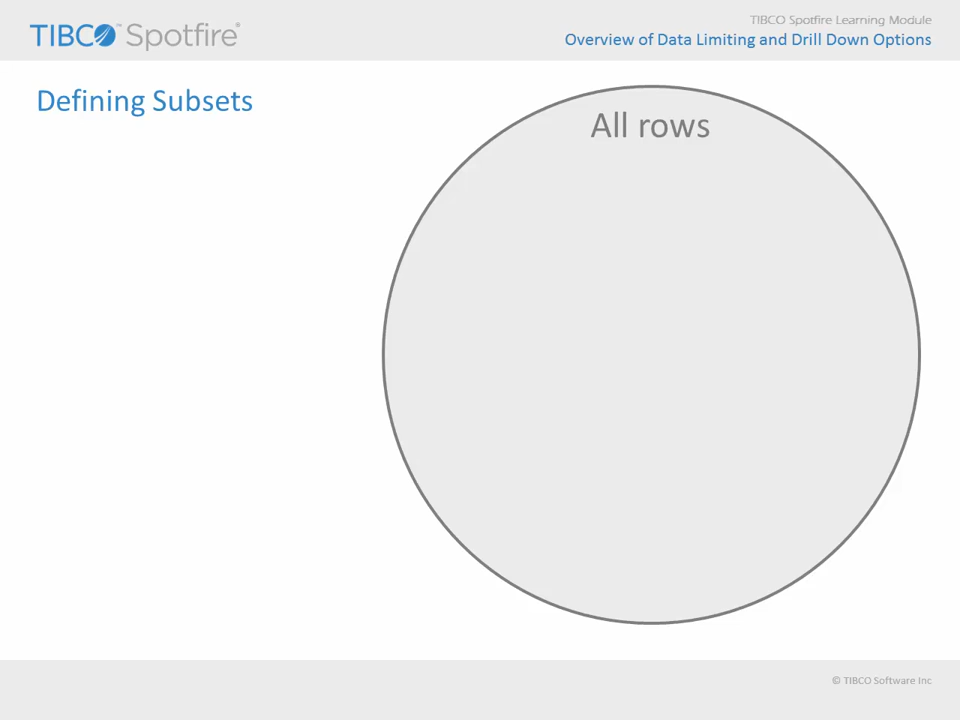 TIBCO Spotfire Learning Module
TIBCO™ Spotfire®
Overview of Data Limiting and Drill Down Options
Defining Subsets
All rows
© TIBCO Software Inc